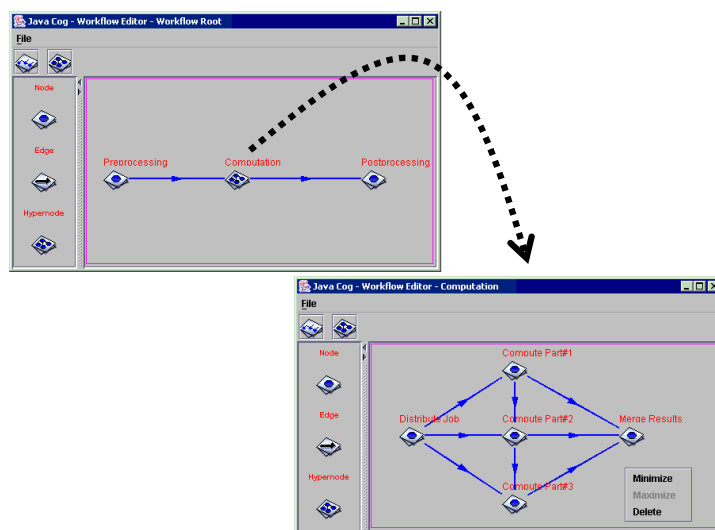 Java Cog - Workflow Editor - Workflow Root
File
Node
Edge
Hypernode
Preprocessing
Computation
Postprocessing
Java Cog - Workflow Editor - Computation
File
Node
Edge
Hypernode
Compute Part#1
Distribute Job
Compute Part#2
Merge Results
Compute Part#3
Minimize
Maximize
Delete